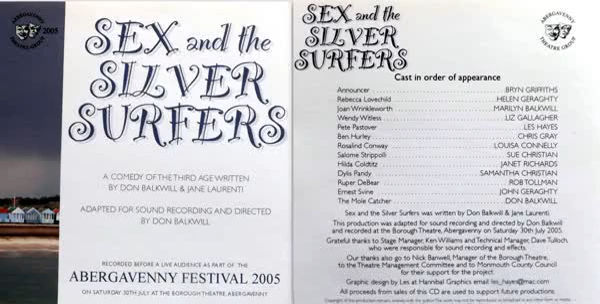 ABERGAVENNY
THEATRE GROUP
2005
SEX and the
SILVER
SURFERS
A COMEDY OF THE THIRD AGE WRITTEN
BY DON BALKWILL & JANE LAURENTI
ADAPTED FOR SOUND RECORDING AND DIRECTED
BY DON BALKWILL
RECORDED BEFORE A LIVE AUDIENCE AS PART OF THE
ABERGAVENNY FESTIVAL 2005
ON SATURDAY 30TH JULY AT THE BOROUGH THEATRE, ABERGAVENNY
SEX and the
SILVER
SURFERS
ABERGAVENNY
THEATRE GROUP
Cast in order of appearance
Announcer BRYN GRIFFITHS
Rebecca Lovechild HELEN GERAGHTY
Joan Wrinkleworth MARILYN BALKWILL
Wendy Witless LIZ GALLAGHER
Pete Pastover LES HAYES
Ben Hurley CHRIS GRAY
Rosalind Conway LOUISA CONNELLY
Salome Strippolli SUE CHRISTIAN
Hilda Colditz JANET RICHARDS
Dylis Pandy SAMANTHA CHRISTIAN
Ruper DeBear ROB TOLLMAN
Ernest Svine JOHN GERAGHTY
The Mole Catcher DON BALKWILL
Sex and the Silver Surfers was written by Don Balkwill & Jane Laurenti.
This production was adapted for sound recording and directed by Don Balkwill
and recorded at the Borough Theatre, Abergavenny on Saturday 30th July 2005.
Grateful thanks to Stage Manager, Ken Williams and Technical Manager, Dave Tulloch,
who were responsible for sound recording and effects.
Our thanks also go to Nick Banwell, Manager of the Borough Theatre,
to the Theatre Management Committee and to Monmouth County Council
for their support for the project.
Graphic design by Les at Hannibal Graphics email: les_hayes@mac.com
All proceeds from sales of this CD are used to support future productions.